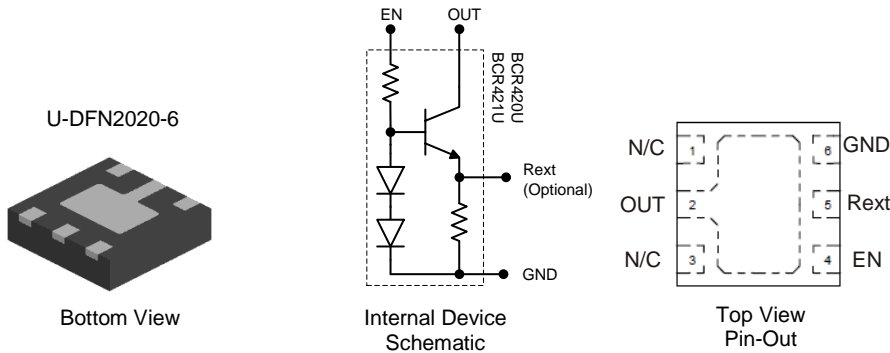 U-DFN2020-6
Bottom View
EN
OUT
BCR420U
BCR421U
Rext
(Optional)
GND
Internal Device
Schematic
N/C
1
6
GND
OUT
2
5
Rext
N/C
3
4
EN
Top View
Pin-Out